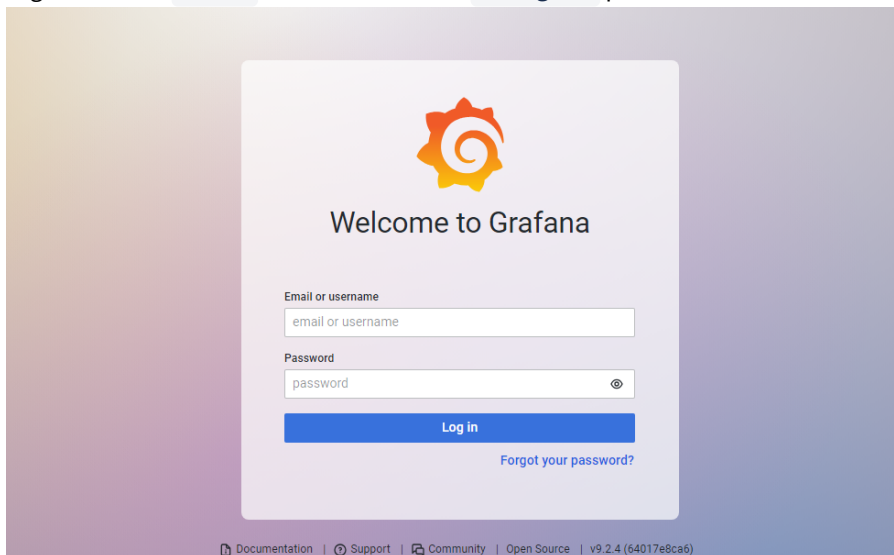 Welcome to Grafana
Email or username
email or username
Password
password
Log in
Forgot your password?
Documentation | Support | Community | Open Source | v9.2.4 (64017e8ca6)